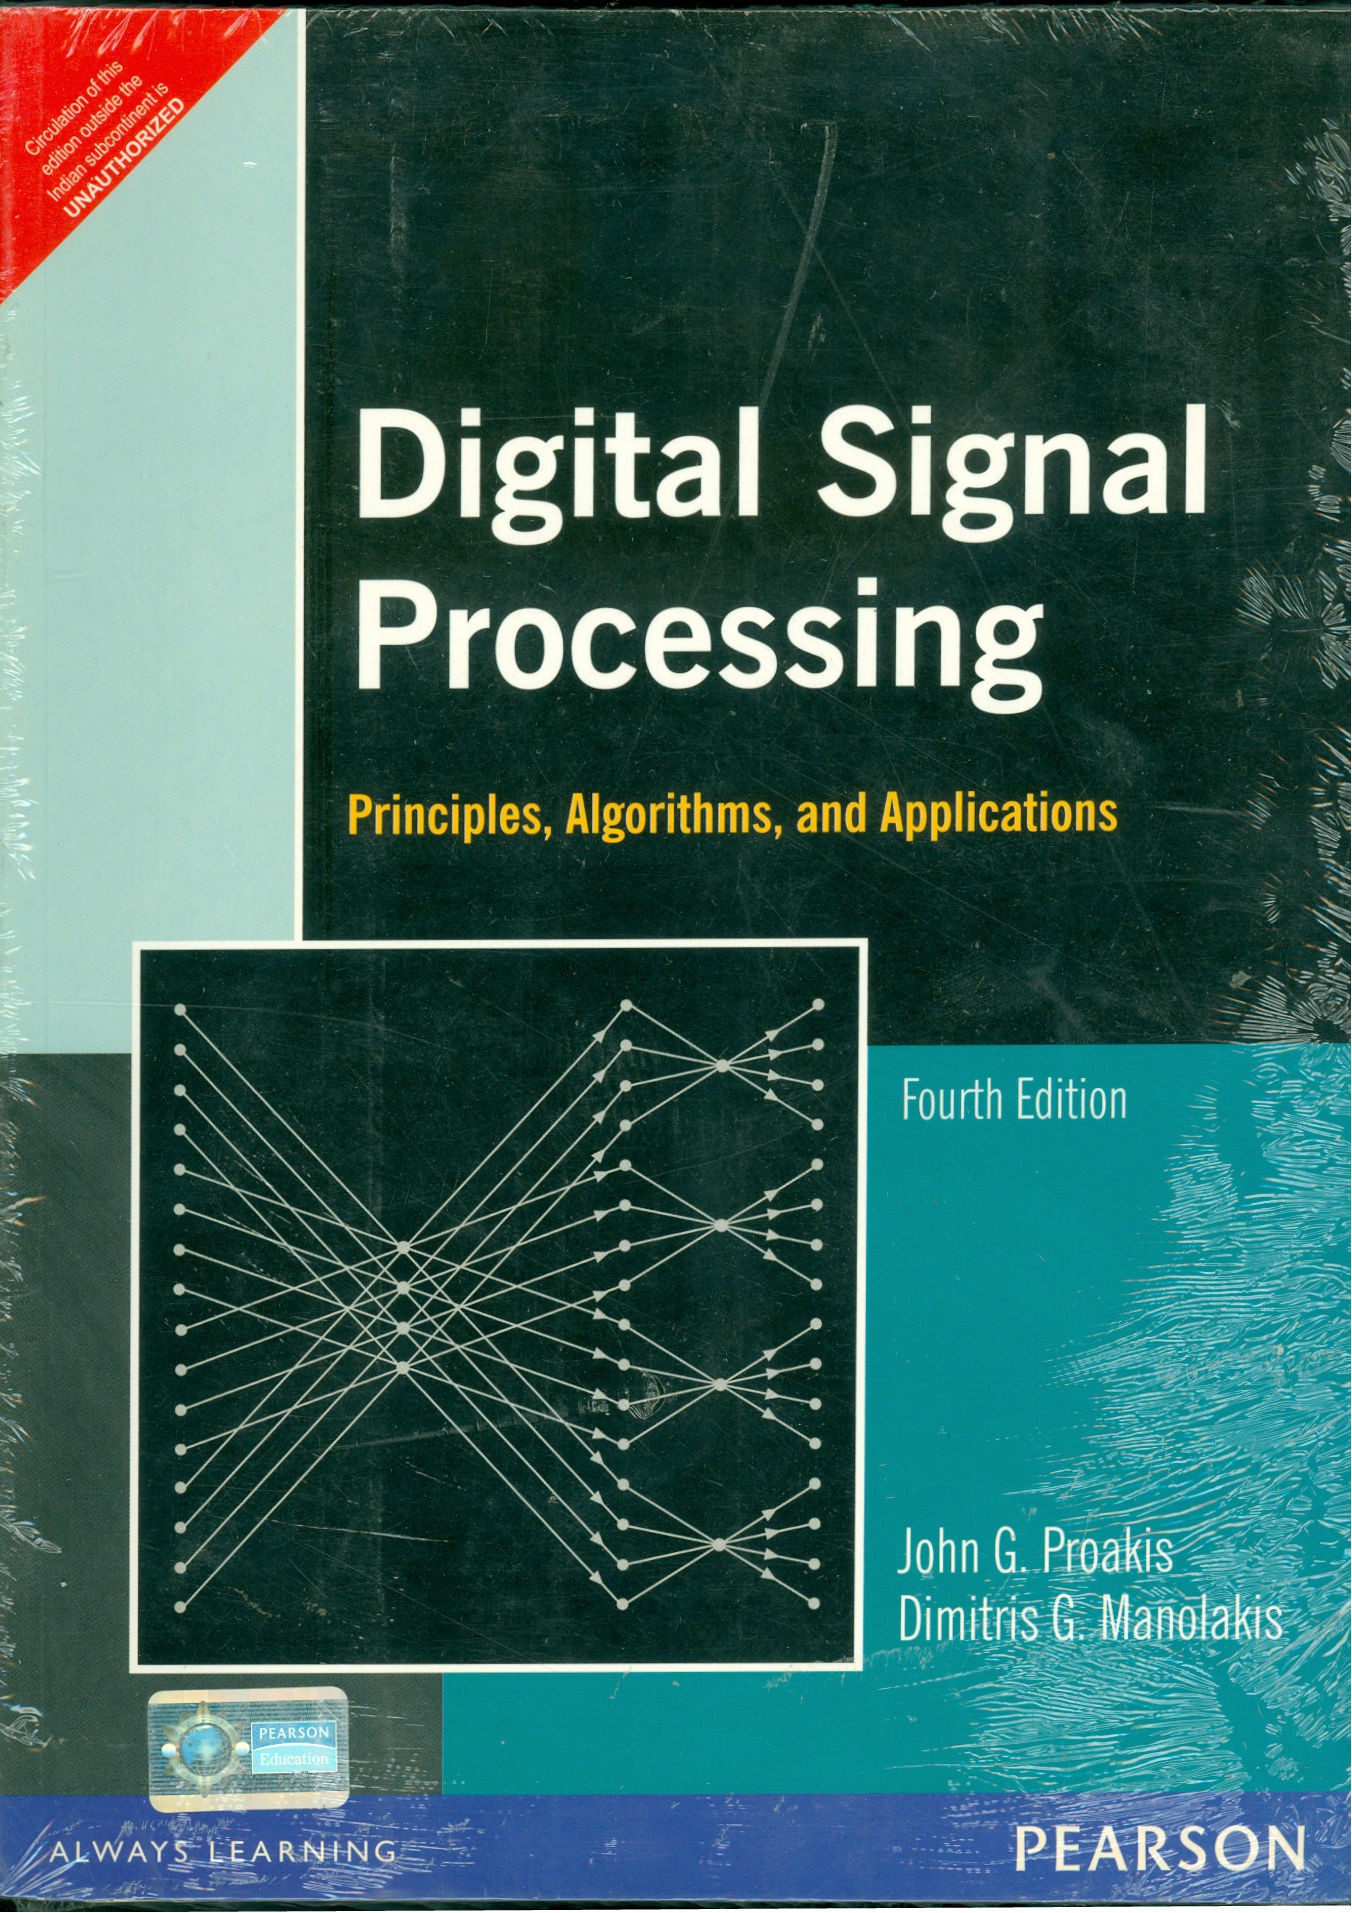 Circulation of this
edition outside the
Indian subcontinent is
UNAUTHORIZED
Digital Signal
Processing
Principles, Algorithms, and Applications
Fourth Edition
John G. Proakis
Dimitris G. Manolakis
PEARSON
Education
ALWAYS LEARNING
PEARSON